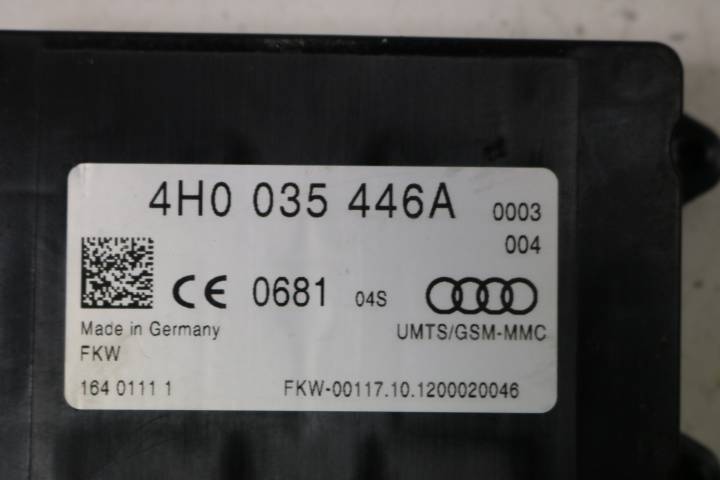 4H0 035 446A 0003
004
CE 0681 04S
Made in Germany UMTS/GSM-MMC
FKW
164 0111 1 FKW-00117.10.1200020046